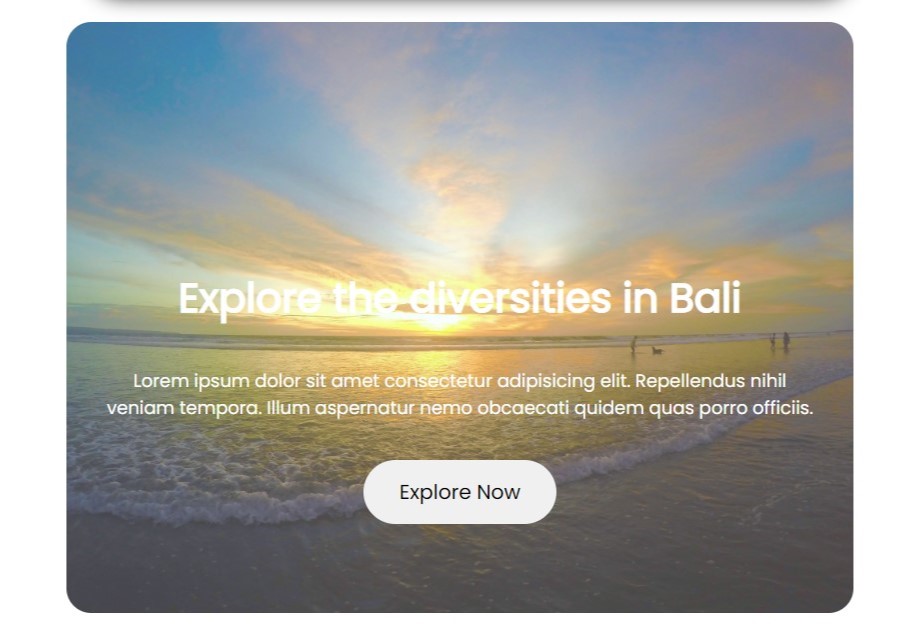 Explore the diversities in Bali
Lorem ipsum dolor sit amet consectetur adipisicing elit. Repellendus nihil
veniam tempora. Illum aspernatur nemo obcaecati quidem quas porro officiis.
Explore Now